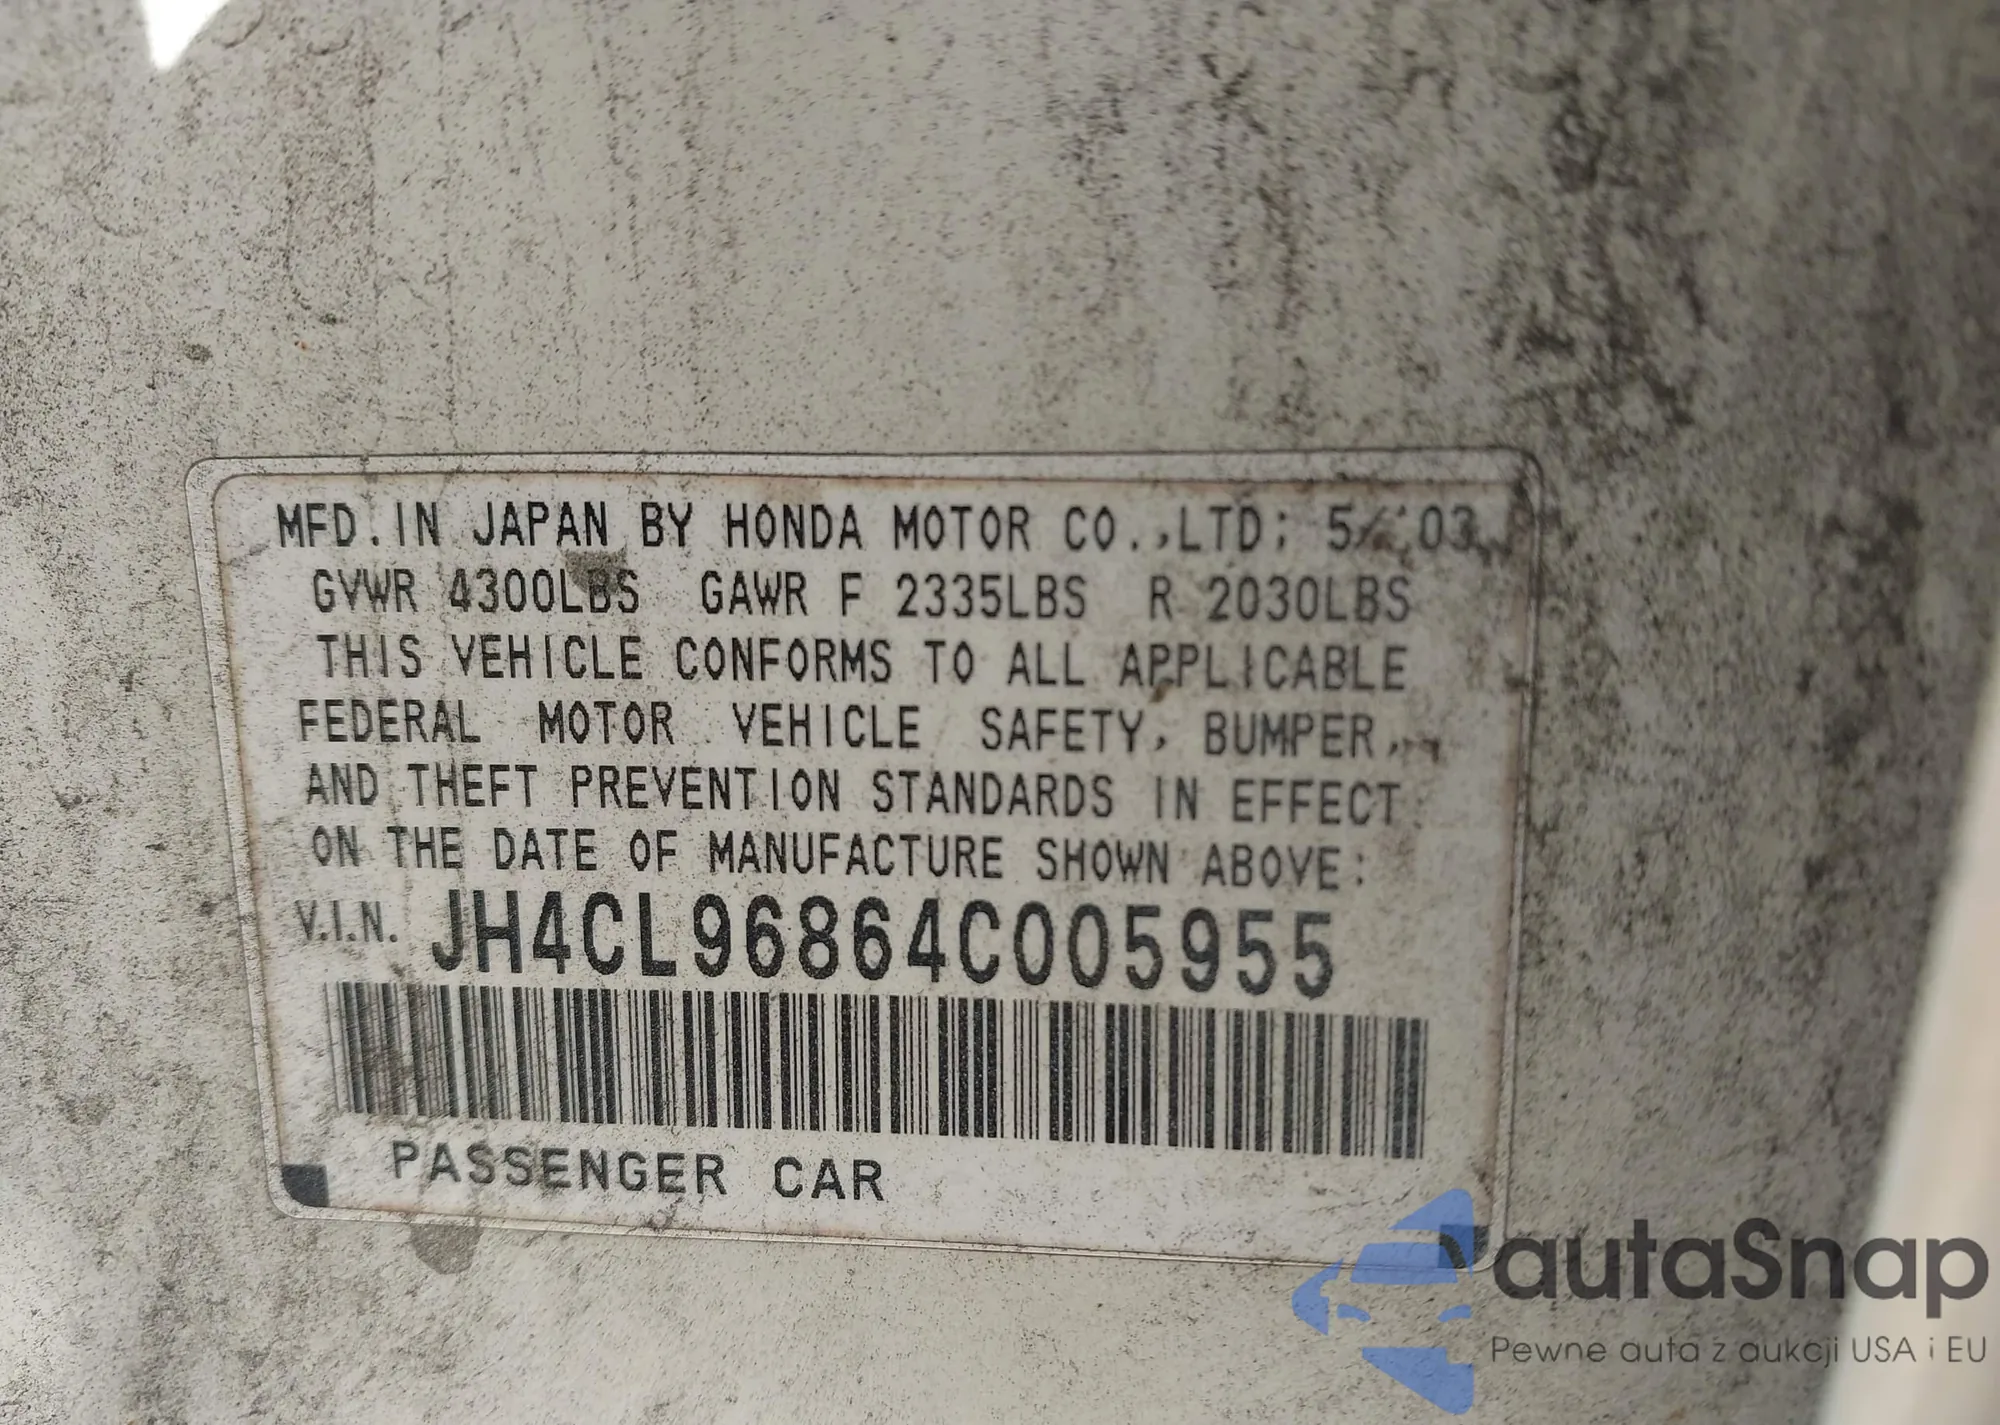 MFD. IN JAPAN BY HONDA MOTOR CO., LTD; 5/'03
GVWR 4300LBS GAWR F 2335LBS R 2030LBS
THIS VEHICLE CONFORMS TO ALL APPLICABLE
FEDERAL MOTOR VEHICLE SAFETY, BUMPER,
AND THEFT PREVENTION STANDARDS IN EFFECT
ON THE DATE OF MANUFACTURE SHOWN ABOVE:
V.I.N. JH4CL96864C005955
PASSENGER CAR
autaSnap
Pewne auta z aukcji USA i EU